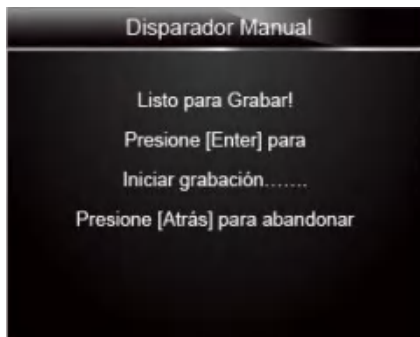 Disparador Manual
Listo para Grabar!
Presione [Enter] para
Iniciar grabación.......
Presione [Atrás] para abandonar